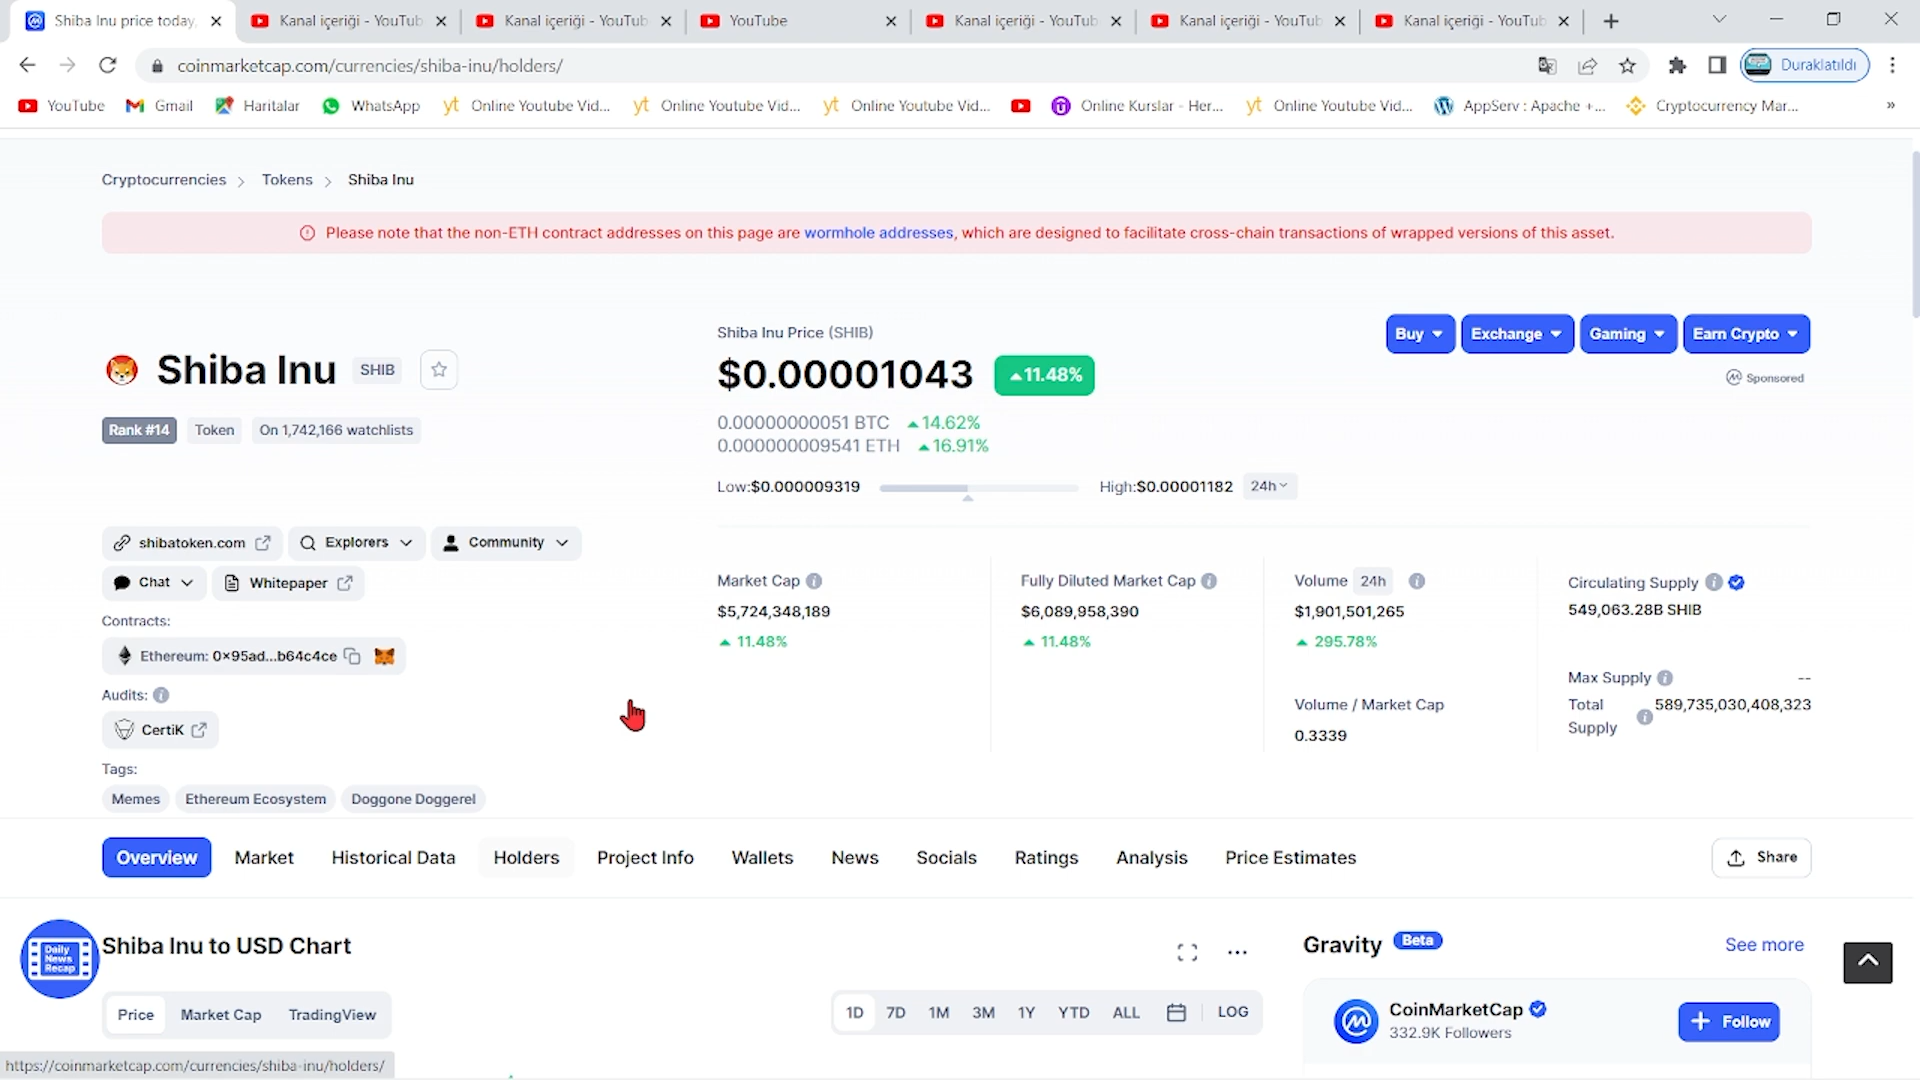 Shiba Inu price today,
Kanal içeriği - YouTub
Kanal içeriği - YouTub
YouTube
Kanal içeriği - YouTub
Kanal içeriği - YouTub
Kanal içeriği - YouTub
coinmarketcap.com/currencies/shiba-inu/holders/
Duraklatıldı
YouTube
Gmail
Haritalar
WhatsApp
yt Online Youtube Vid...
yt Online Youtube Vid...
yt Online Youtube Vid...
Online Kurslar - Her...
yt Online Youtube Vid...
AppServ : Apache +...
Cryptocurrency Mar...
»
Cryptocurrencies > Tokens > Shiba Inu
Please note that the non-ETH contract addresses on this page are wormhole addresses, which are designed to facilitate cross-chain transactions of wrapped versions of this asset.
Shiba Inu SHIB
Rank #14 Token On 1,742,166 watchlists
shibatoken.com Explorers Community
Chat Whitepaper
Contracts:
Ethereum: 0x95ad...b64c4ce
Audits:
CertiK
Tags:
Memes Ethereum Ecosystem Doggone Doggerel
Shiba Inu Price (SHIB)
$0.00001043 11.48%
0.00000000051 BTC 14.62%
0.000000009541 ETH 16.91%
Low:$0.000009319 High:$0.00001182 24h
Buy Exchange Gaming Earn Crypto
Sponsored
Market Cap
$5,724,348,189
11.48%
Fully Diluted Market Cap
$6,089,958,390
11.48%
Volume 24h
$1,901,501,265
295.78%
Volume / Market Cap
0.3339
Circulating Supply
549,063.28B SHIB
Max Supply --
Total Supply 589,735,030,408,323
Overview Market Historical Data Holders Project Info Wallets News Socials Ratings Analysis Price Estimates Share
Daily
News
Recap
Shiba Inu to USD Chart
Price Market Cap TradingView
1D 7D 1M 3M 1Y YTD ALL LOG
Gravity Beta See more
CoinMarketCap
332.9K Followers
+ Follow
https://coinmarketcap.com/currencies/shiba-inu/holders/